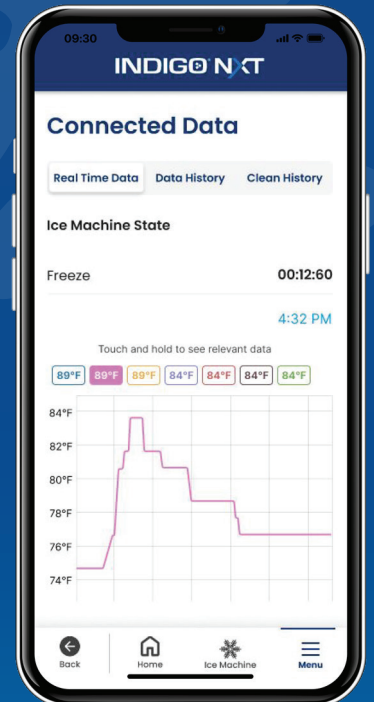 09:30
INDIGO NXT
Connected Data
Real Time Data Data History Clean History
Ice Machine State
Freeze 00:12:60
4:32 PM
Touch and hold to see relevant data
89°F 89°F 89°F 84°F 84°F 84°F 84°F
84°F
82°F
80°F
78°F
76°F
74°F
Back Home Ice Machine Menu